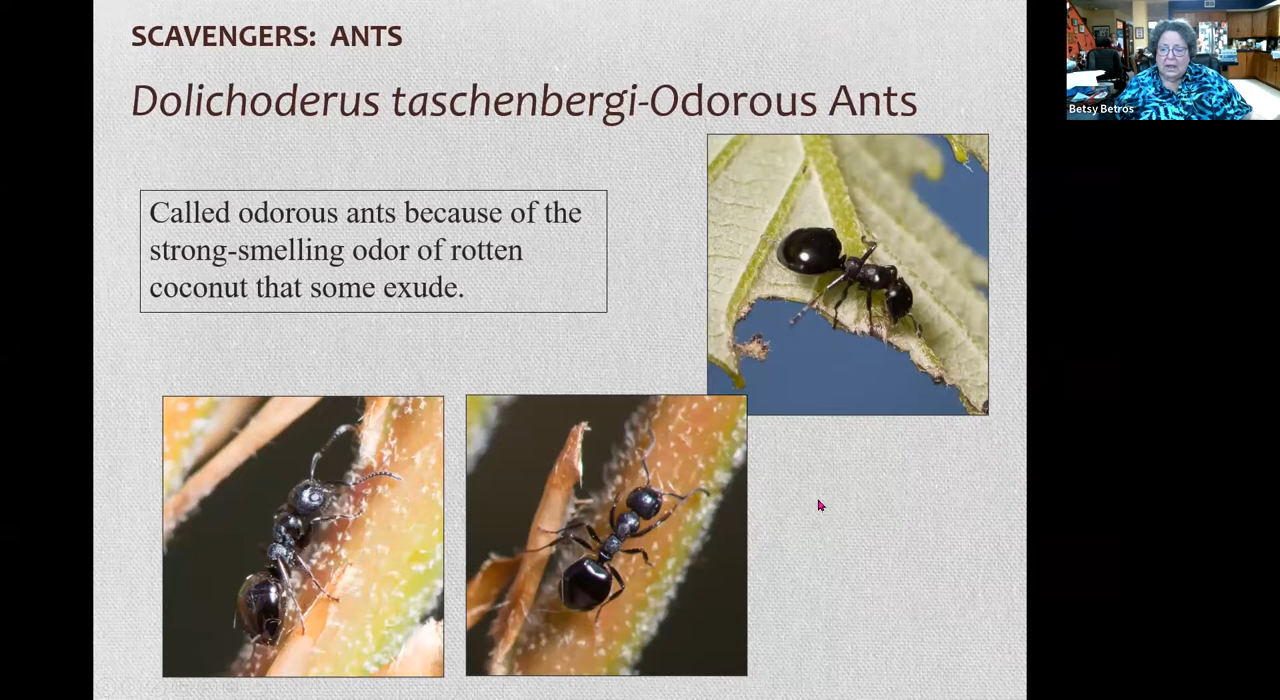 SCAVENGERS: ANTS
Dolichoderus taschenbergi-Odorous Ants
Called odorous ants because of the
strong-smelling odor of rotten
coconut that some exude.
Betsy Betros